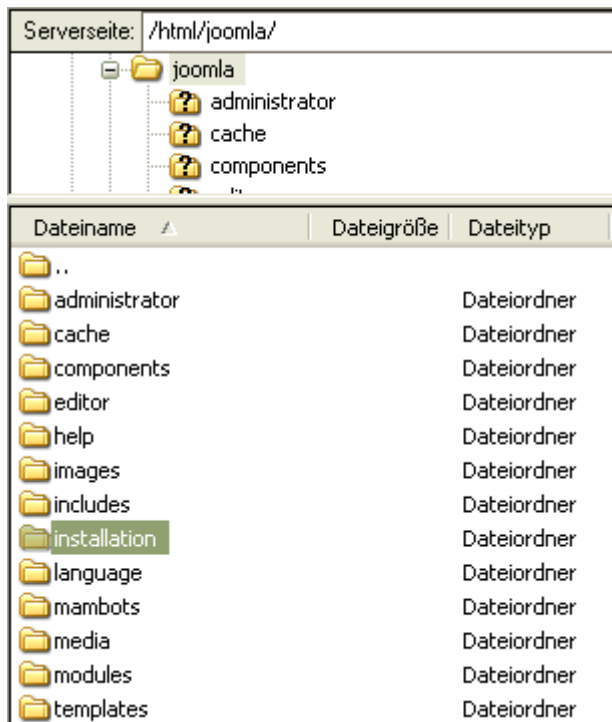 Serverseite: /html/joomla/
joomla
administrator
cache
components
Dateiname Dateigröße Dateityp
..
administrator Dateiordner
cache Dateiordner
components Dateiordner
editor Dateiordner
help Dateiordner
images Dateiordner
includes Dateiordner
installation Dateiordner
language Dateiordner
mambots Dateiordner
media Dateiordner
modules Dateiordner
templates Dateiordner